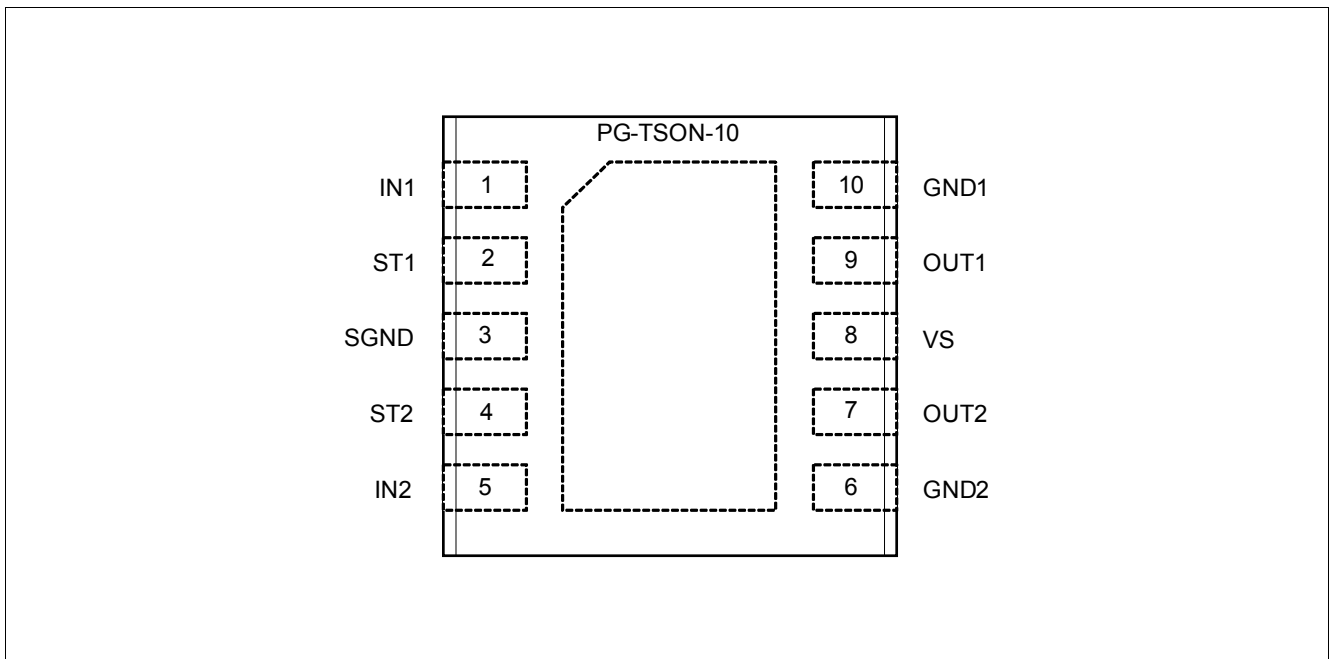 PG-TSON-10
IN1 1 10 GND1
ST1 2 9 OUT1
SGND 3 8 VS
ST2 4 7 OUT2
IN2 5 6 GND2